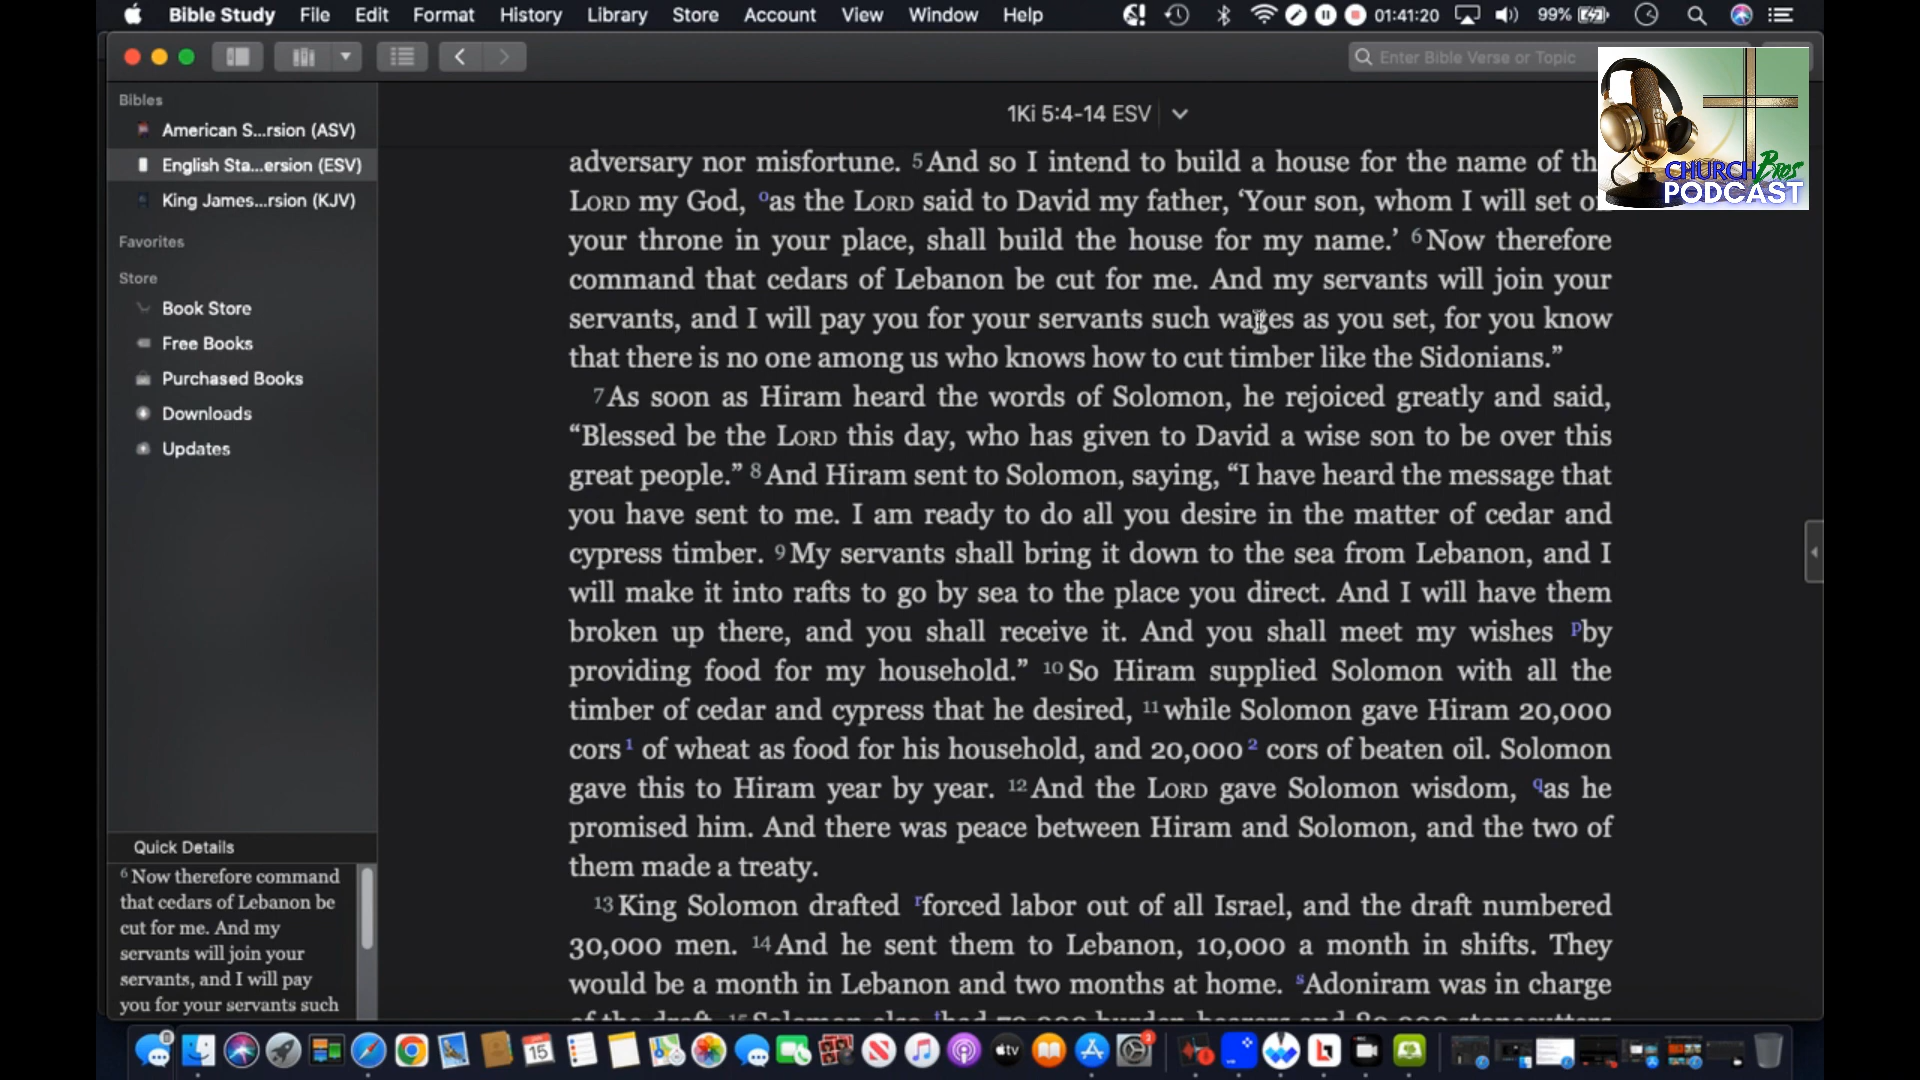 Bible Study File Edit Format History Library Store Account View Window Help 01:41:20 99%
Enter Bible Verse or Topic
CHURCH Bros
PODCAST
Bibles
American S...rsion (ASV)
English Sta...ersion (ESV)
King James...rsion (KJV)
Favorites
Store
Book Store
Free Books
Purchased Books
Downloads
Updates
Quick Details
6 Now therefore command
that cedars of Lebanon be
cut for me. And my
servants will join your
servants, and I will pay
you for your servants such
1Ki 5:4-14 ESV
adversary nor misfortune. 5 And so I intend to build a house for the name of th
LORD my God, o as the LORD said to David my father, ‘Your son, whom I will set o
your throne in your place, shall build the house for my name.’ 6 Now therefore
command that cedars of Lebanon be cut for me. And my servants will join your
servants, and I will pay you for your servants such wages as you set, for you know
that there is no one among us who knows how to cut timber like the Sidonians.”
7 As soon as Hiram heard the words of Solomon, he rejoiced greatly and said,
“Blessed be the LORD this day, who has given to David a wise son to be over this
great people.” 8 And Hiram sent to Solomon, saying, “I have heard the message that
you have sent to me. I am ready to do all you desire in the matter of cedar and
cypress timber. 9 My servants shall bring it down to the sea from Lebanon, and I
will make it into rafts to go by sea to the place you direct. And I will have them
broken up there, and you shall receive it. And you shall meet my wishes p by
providing food for my household.” 10 So Hiram supplied Solomon with all the
timber of cedar and cypress that he desired, 11 while Solomon gave Hiram 20,000
cors 1 of wheat as food for his household, and 20,000 2 cors of beaten oil. Solomon
gave this to Hiram year by year. 12 And the LORD gave Solomon wisdom, q as he
promised him. And there was peace between Hiram and Solomon, and the two of
them made a treaty.
13 King Solomon drafted r forced labor out of all Israel, and the draft numbered
30,000 men. 14 And he sent them to Lebanon, 10,000 a month in shifts. They
would be a month in Lebanon and two months at home. s Adoniram was in charge
of the draft. 15 Solomon also t had 70,000 burden-bearers and 80,000 stonecutters
15
tv